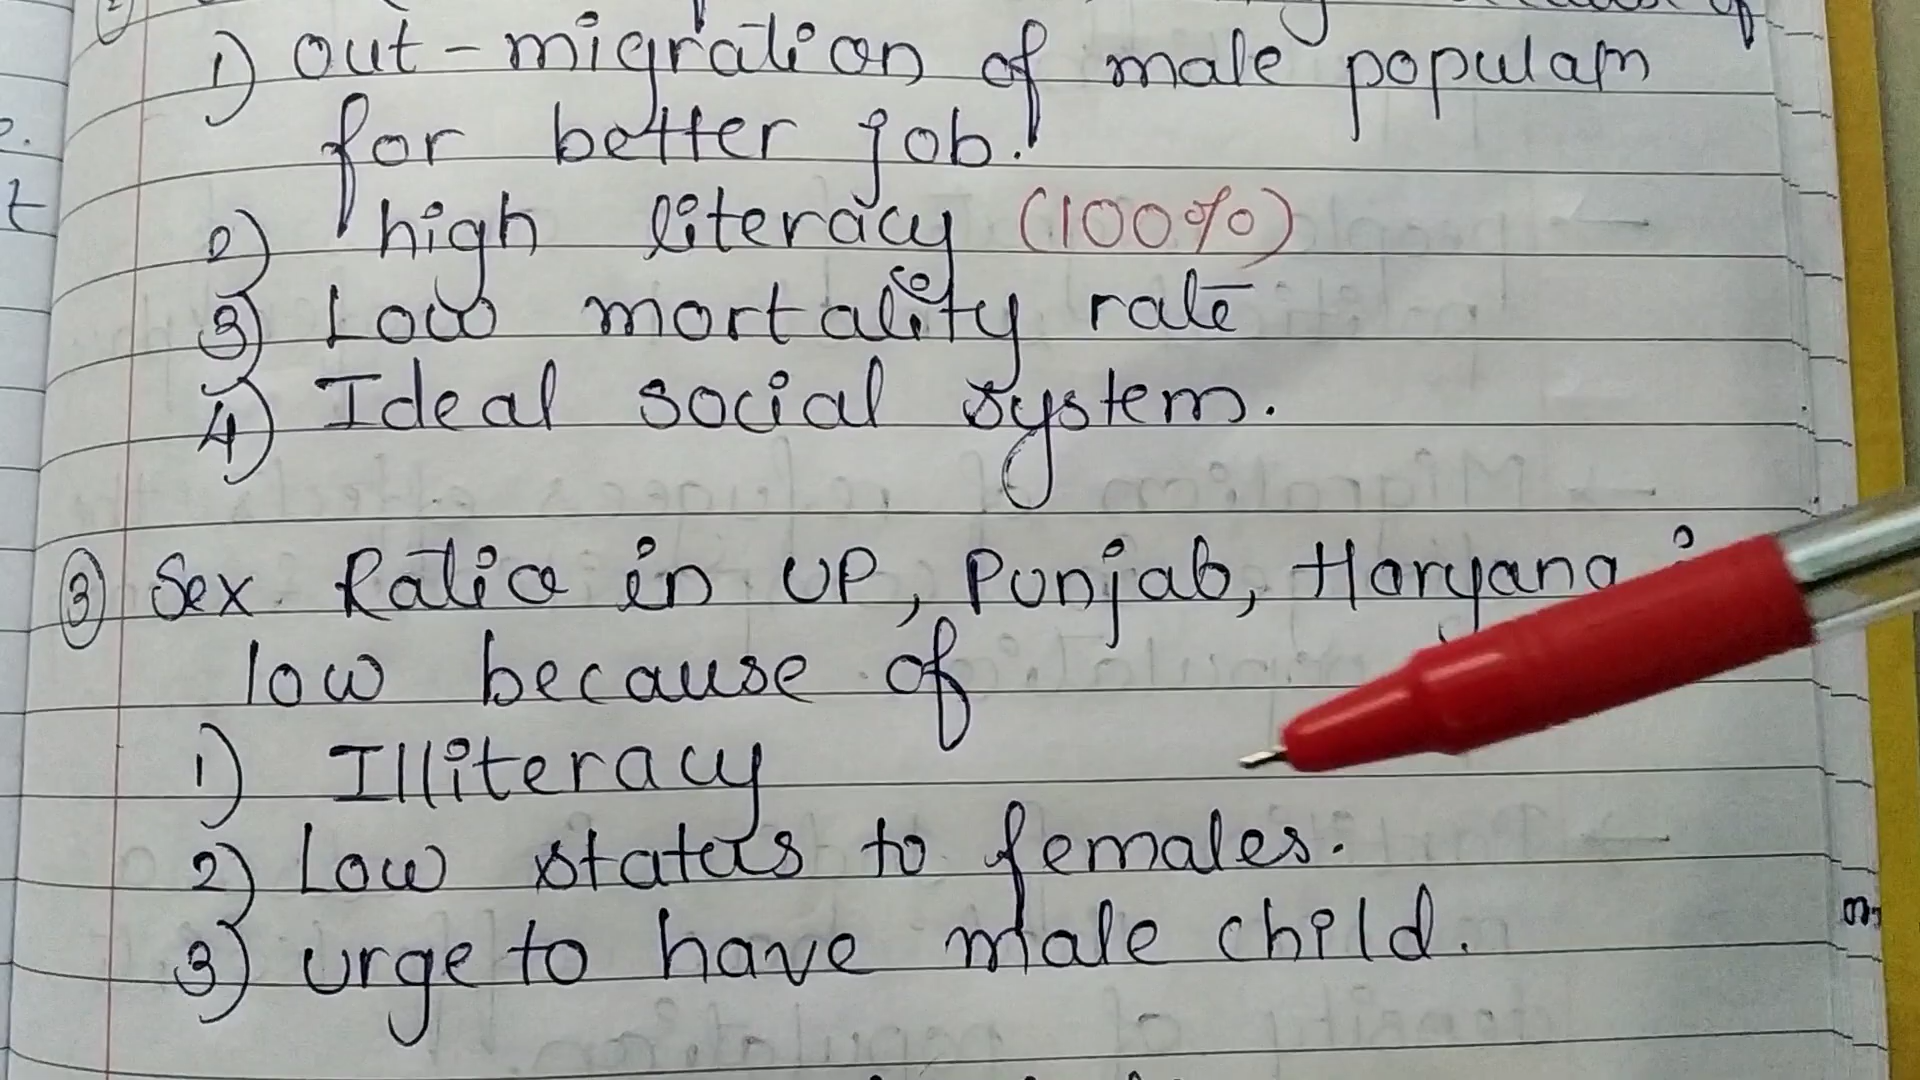 of
1) out-migration of male populan
for better job.
2) high literacy (100%)
3) Low mortality rate
4) Ideal social system.
③ Sex Ratio in UP, Punjab, Haryana
low because of
1) Illiteracy
2) Low status to females.
3) urge to have male child.